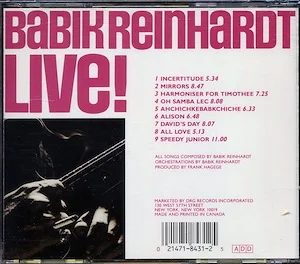 BABIK REINHARDT
LIVE!
1 INCERTITUDE 5.34
2 MIRRORS 8.47
3 HARMONISER FOR TIMOTHEE 7.25
4 OH SAMBA LEC 8.08
5 AHCHICHKEBABKCHICHE 6.33
6 ALISON 6.48
7 DAVID'S DAY 8.07
8 ALL LOVE 5.13
9 SPEEDY JUNIOR 11.00
ALL SONGS COMPOSED BY BABIK REINHARDT
ORCHESTRATIONS BY BABIK REINHARDT
PRODUCED BY FRANK HAGEGE
MARKETED BY DRG RECORDS INCORPORATED
130 WEST 57TH STREET
NEW YORK, NEW YORK 10019
MADE AND PRINTED IN CANADA
0 21471-8431-2 5
ADD